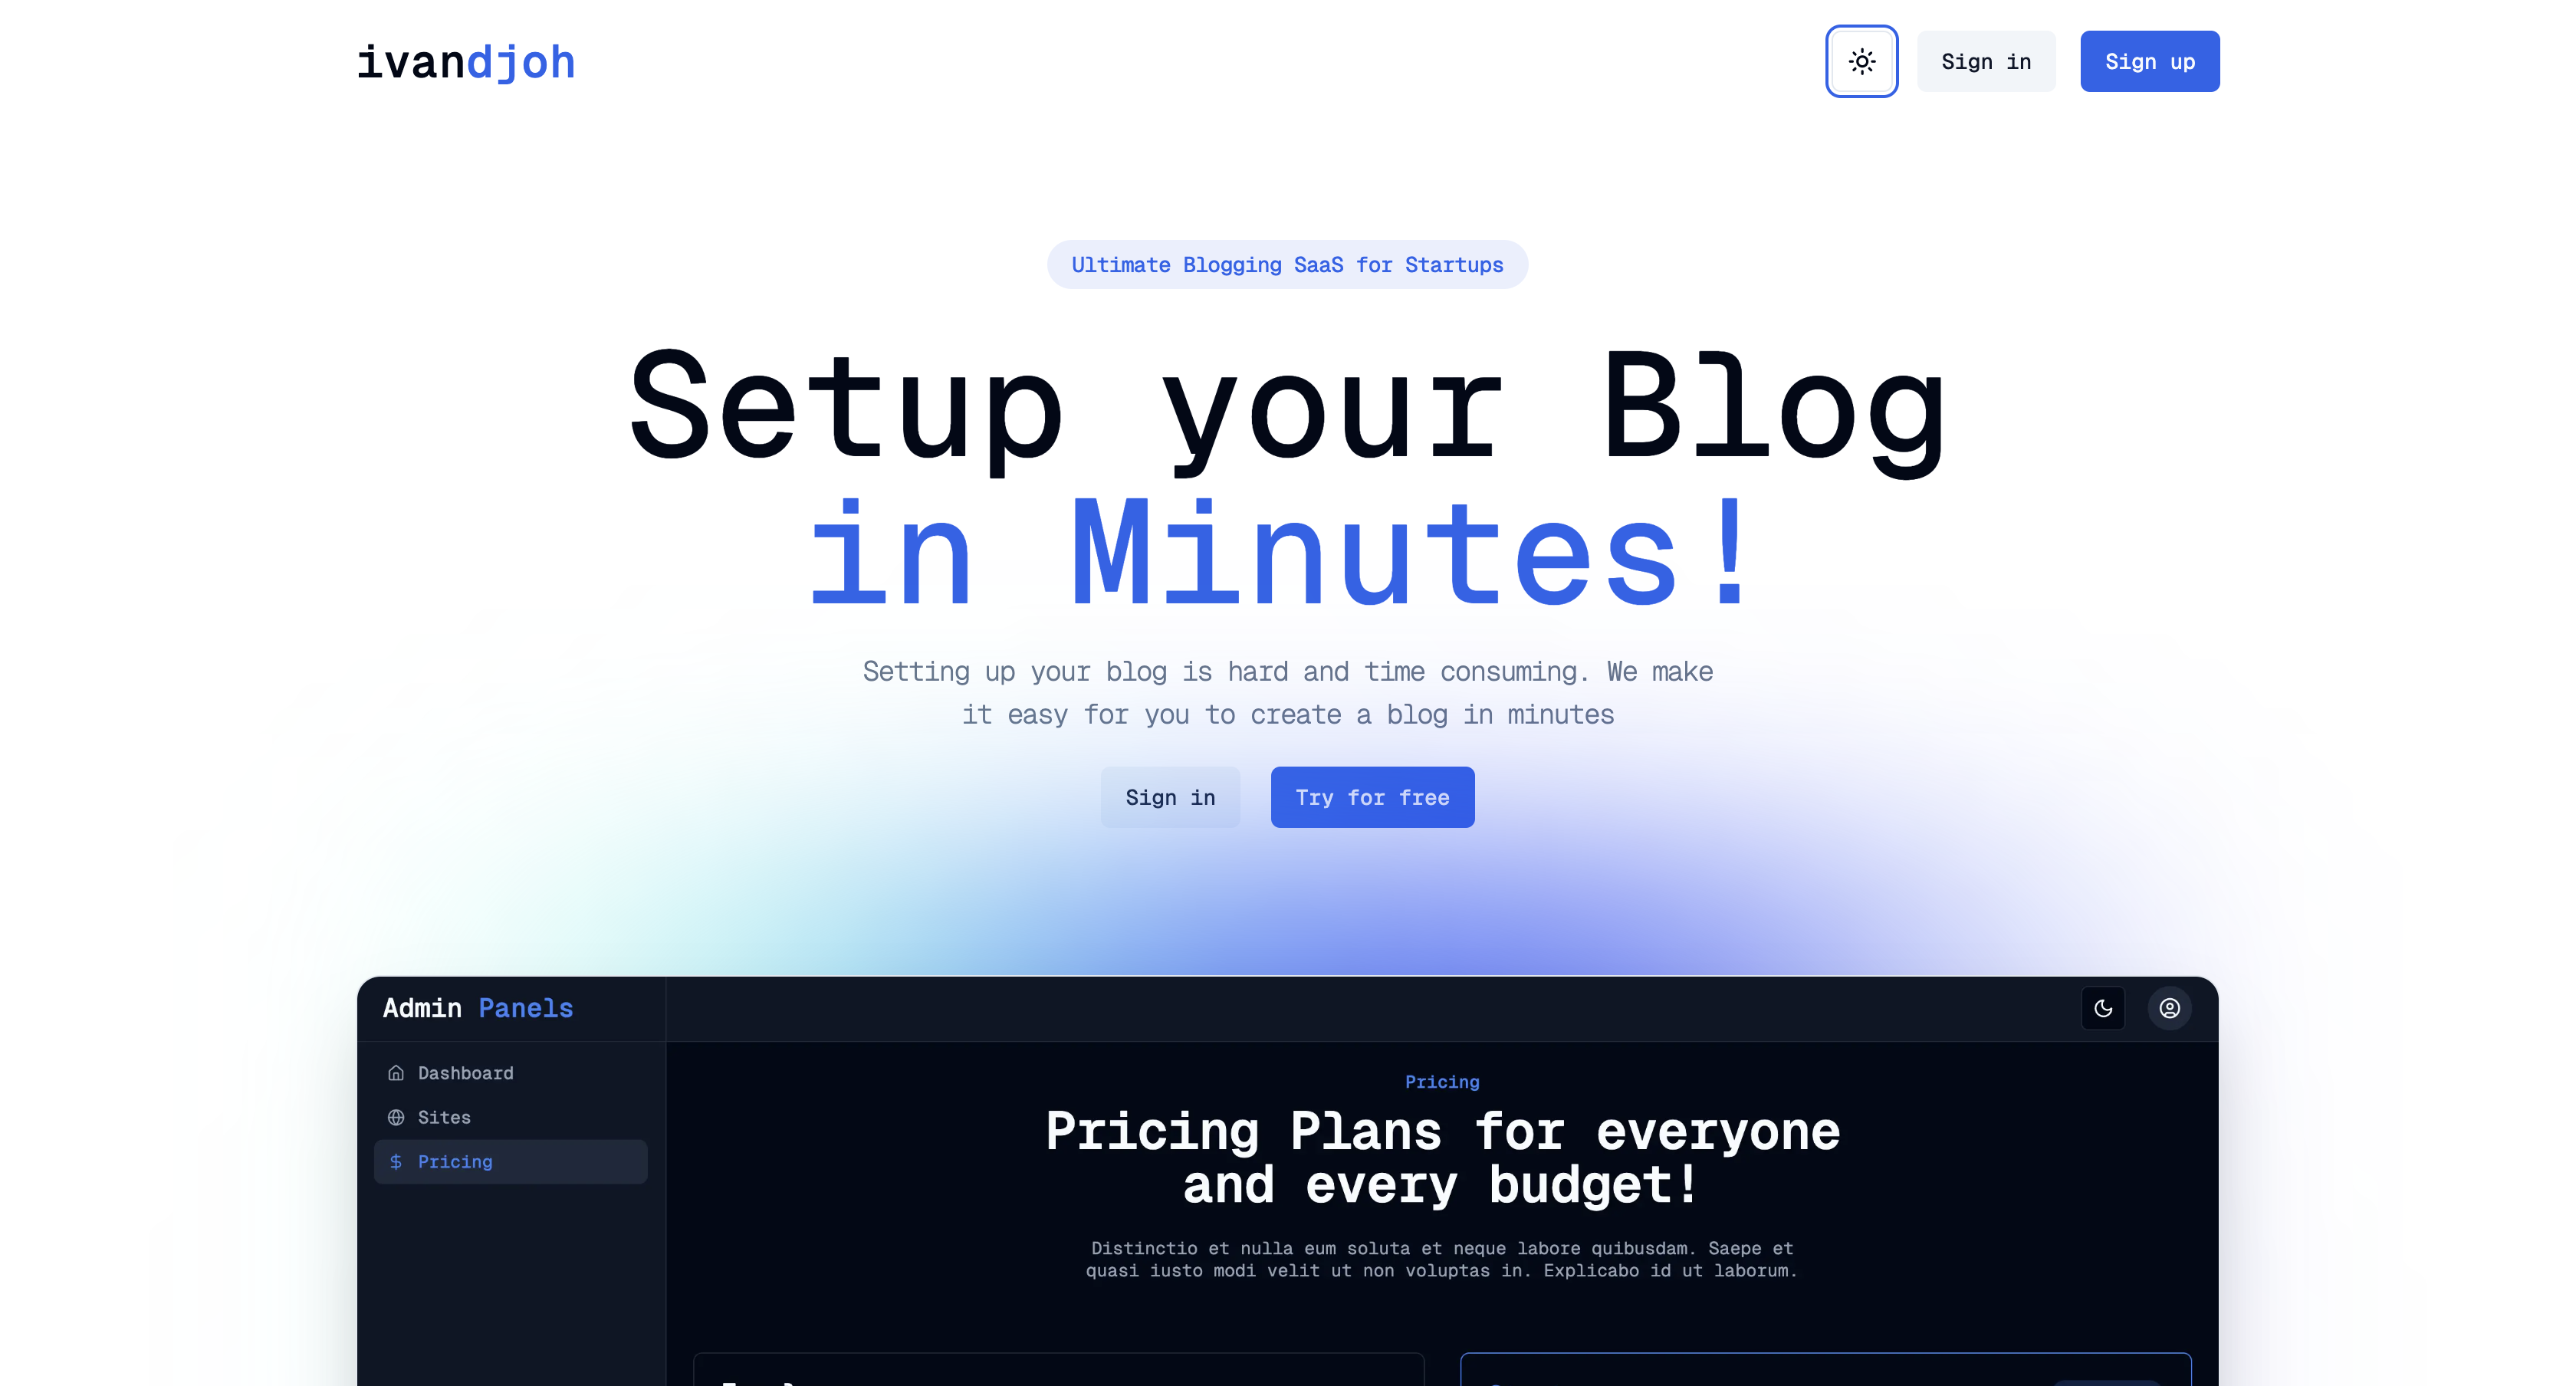 ivandjoh
Sign in
Sign up
Ultimate Blogging SaaS for Startups
Setup your Blog
in Minutes!
Setting up your blog is hard and time consuming. We make
it easy for you to create a blog in minutes
Sign in
Try for free
Admin Panels
Dashboard
Sites
Pricing
Pricing
Pricing Plans for everyone
and every budget!
Distinctio et nulla eum soluta et neque labore quibusdam. Saepe et
quasi iusto modi velit ut non voluptas in. Explicabo id ut laborum.